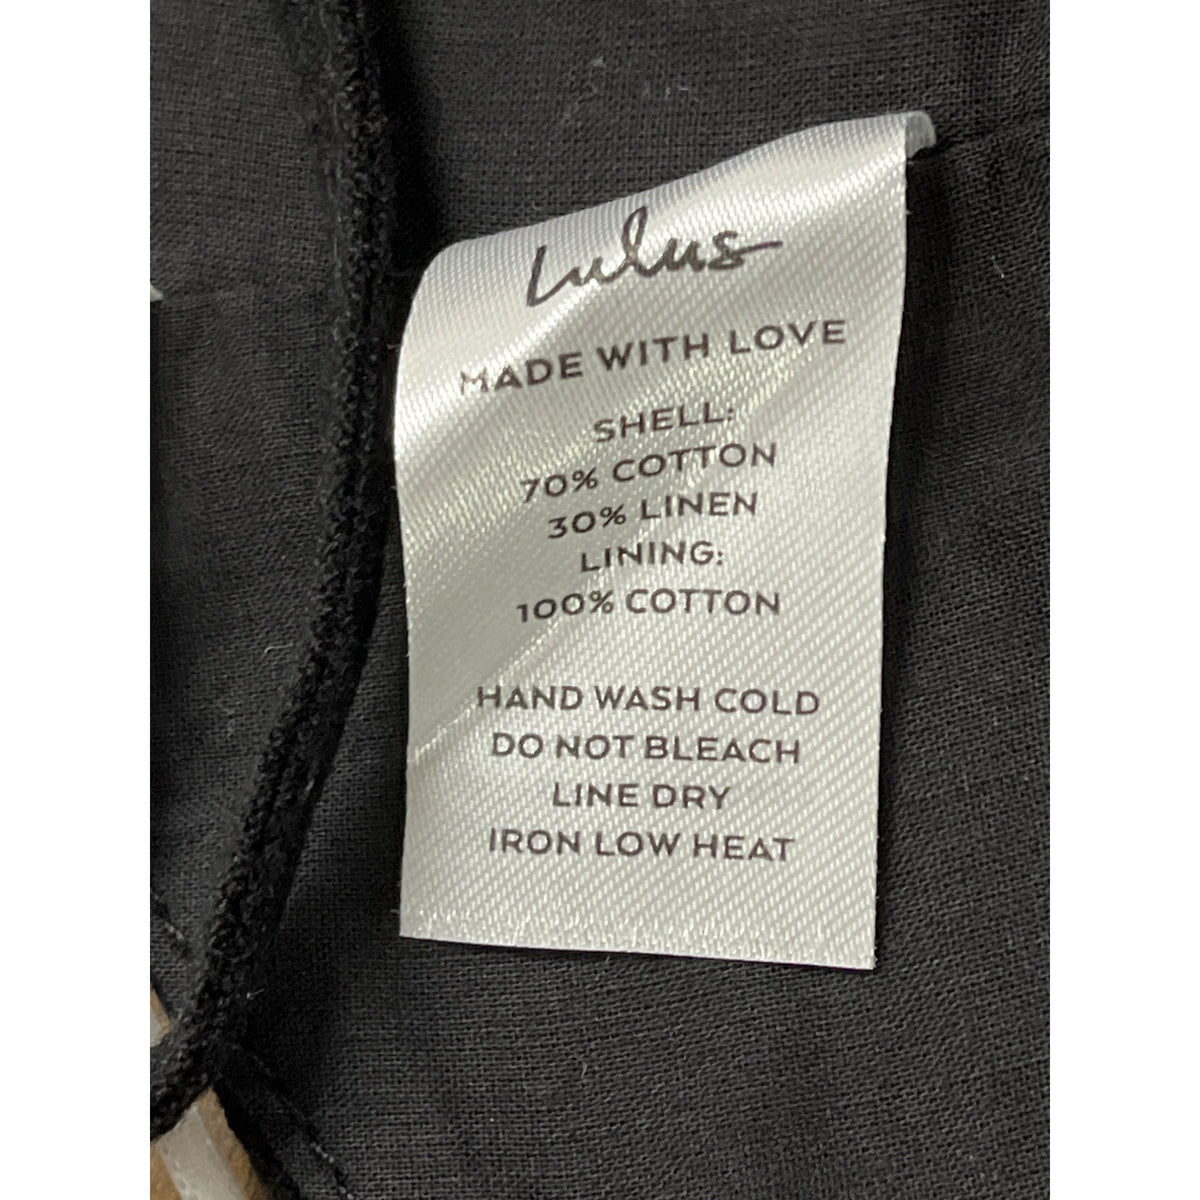 Lulus
MADE WITH LOVE
SHELL:
70% COTTON
30% LINEN
LINING:
100% COTTON
HAND WASH COLD
DO NOT BLEACH
LINE DRY
IRON LOW HEAT